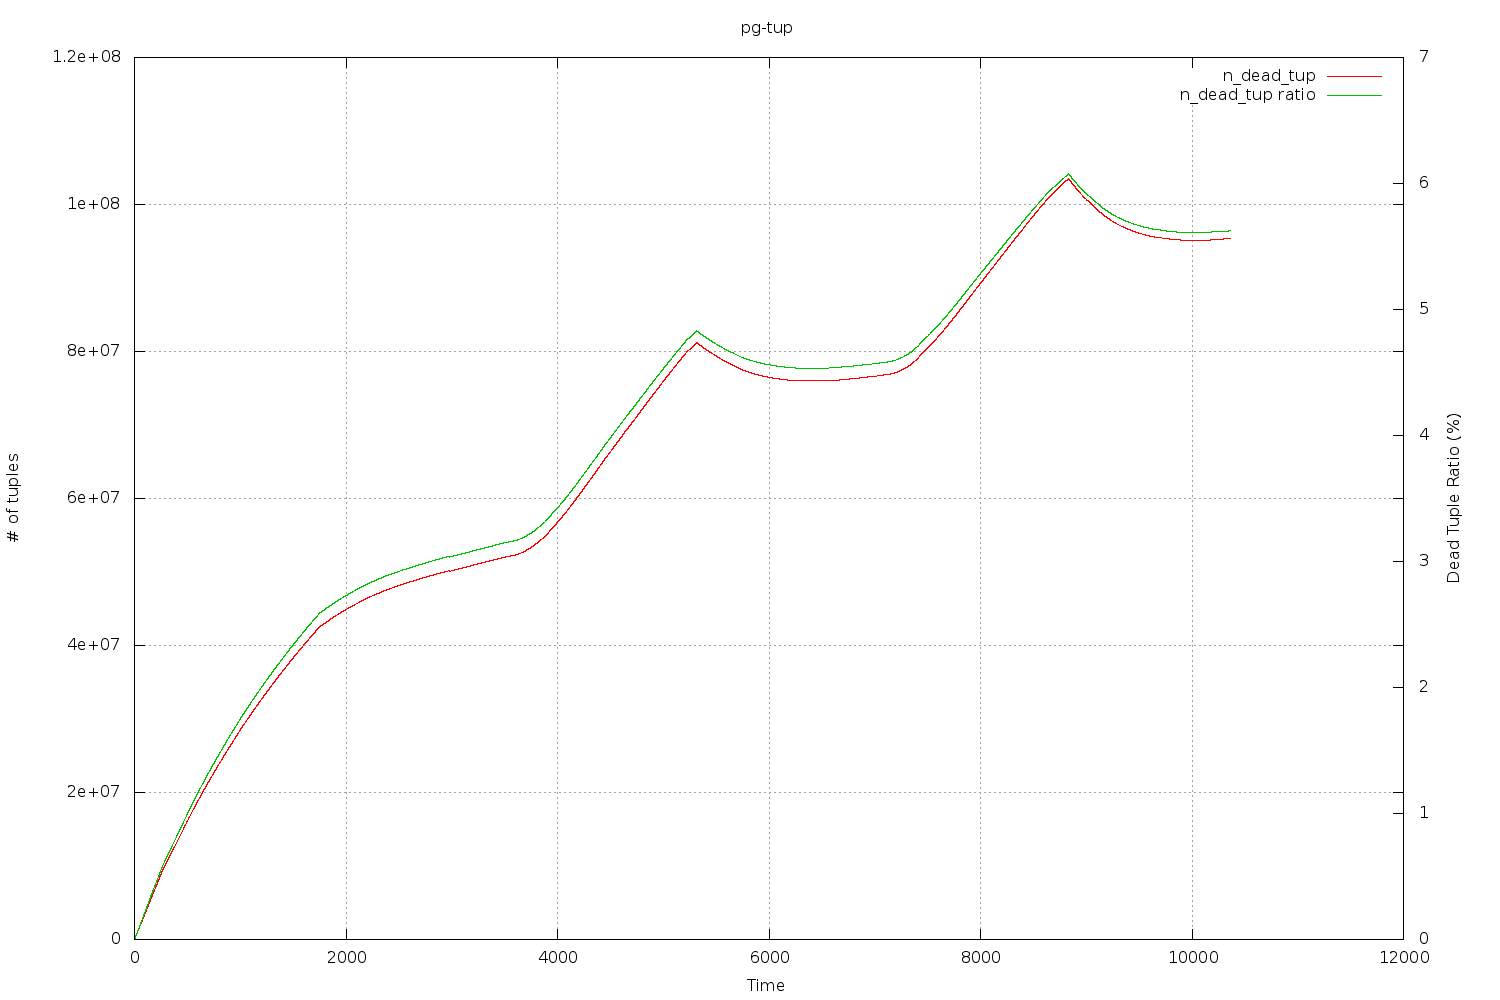 pg-tup
n_dead_tup
n_dead_tup ratio
1.2e+08
1e+08
8e+07
6e+07
4e+07
2e+07
0
7
6
5
4
3
2
1
0
# of tuples
Dead Tuple Ratio (%)
0 2000 4000 6000 8000 10000 12000
Time